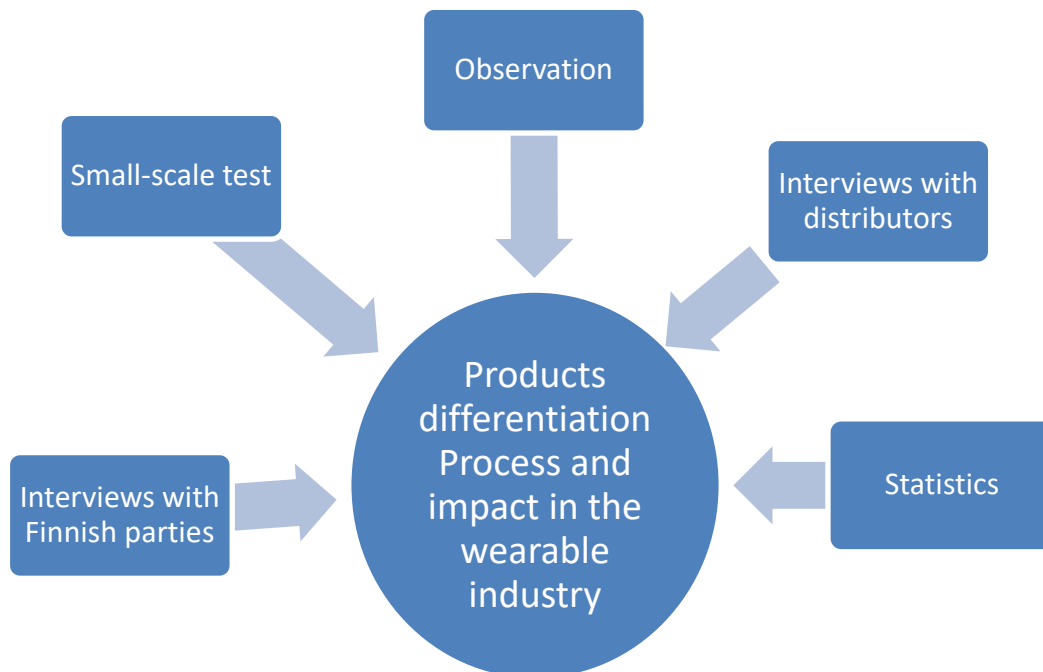 Observation
Small-scale test
Interviews with
distributors
Products
differentiation
Process and
impact in the
wearable
industry
Interviews with
Finnish parties
Statistics